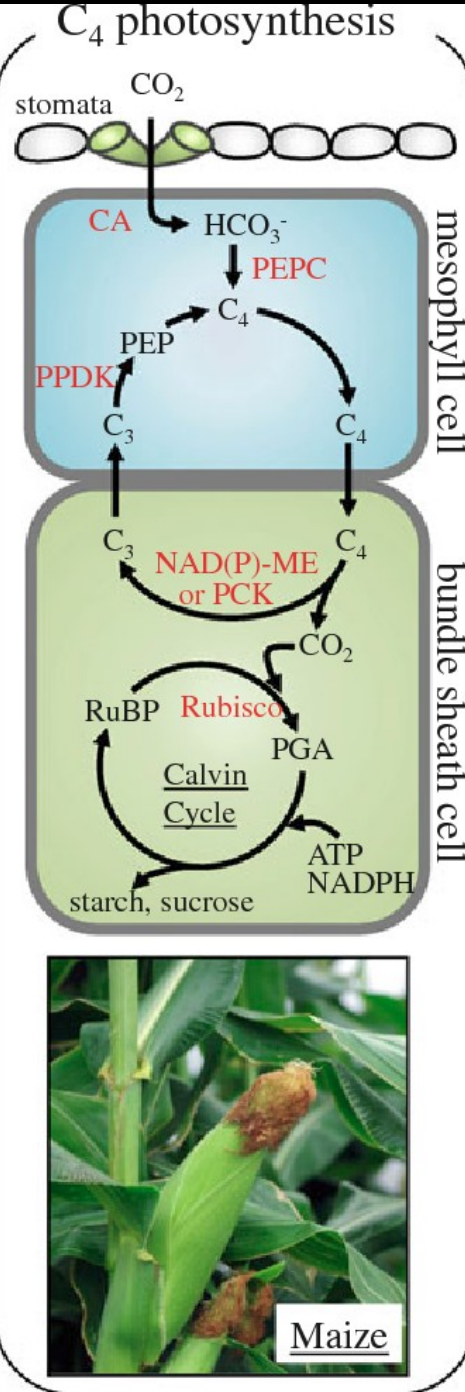 C₄ photosynthesis
CO₂
stomata
CA
HCO₃⁻
PEPC
C₄
PEP
PPDK
C₃
C₄
mesophyll cell
C₃
C₄
NAD(P)-ME
or PCK
CO₂
RuBP
Rubisco
PGA
Calvin
Cycle
ATP
NADPH
starch, sucrose
bundle sheath cell
Maize